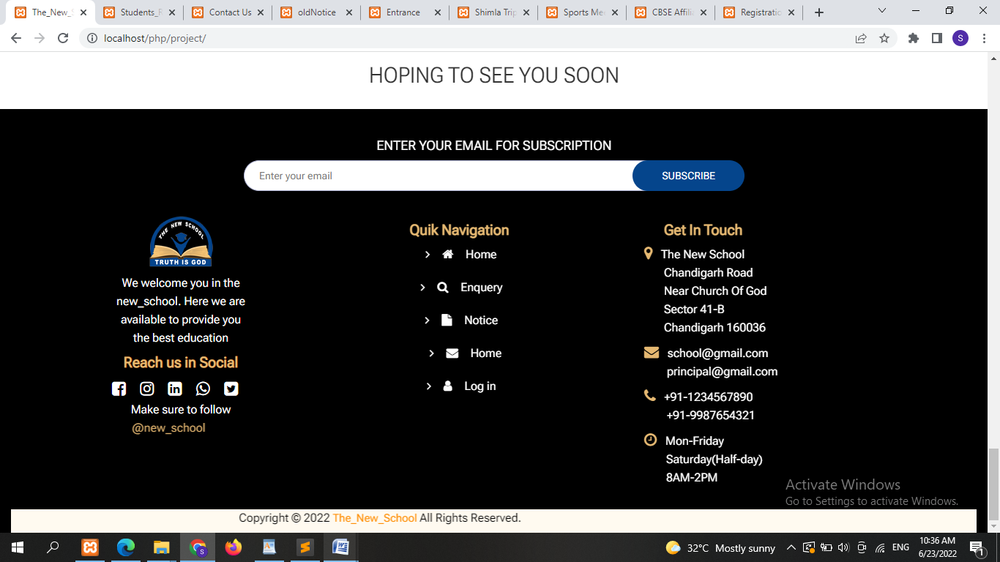 The_New_S
Students_R
Contact Us
oldNotice
Entrance
Shimla Trip
Sports Mee
CBSE Affilia
Registratio
localhost/php/project/
S
HOPING TO SEE YOU SOON
ENTER YOUR EMAIL FOR SUBSCRIPTION
Enter your email
SUBSCRIBE
THE NEW SCHOOL
TRUTH IS GOD
We welcome you in the
new_school. Here we are
available to provide you
the best education
Reach us in Social
Make sure to follow
@new_school
Quik Navigation
Home
Enquery
Notice
Home
Log in
Get In Touch
The New School
Chandigarh Road
Near Church Of God
Sector 41-B
Chandigarh 160036
school@gmail.com
principal@gmail.com
+91-1234567890
+91-9987654321
Mon-Friday
Saturday(Half-day)
8AM-2PM
Activate Windows
Go to Settings to activate Windows.
Copyright © 2022 The_New_School All Rights Reserved.
32°C Mostly sunny
ENG
10:36 AM
6/23/2022
1